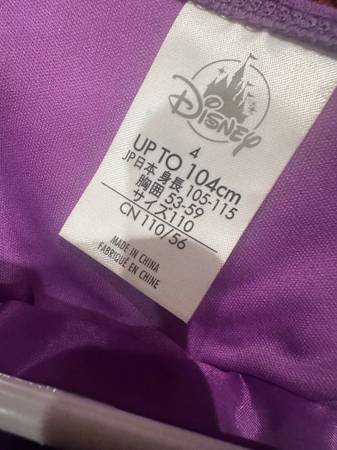 Disney
4
UP TO 104cm
JP日本 身長 105-115
胸囲 53-59
サイズ110
CN 110/56
MADE IN CHINA
FABRIQUÉ EN CHINE